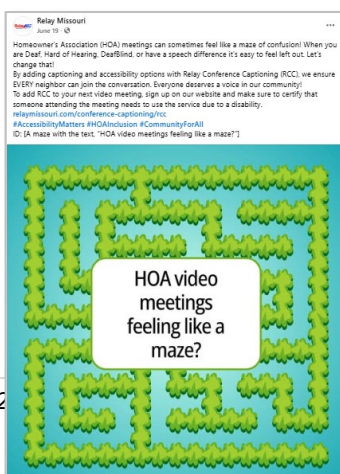 Relay Missouri
June 19 ·
Homeowner's Association (HOA) meetings can sometimes feel like a maze of confusion! When you
are Deaf, Hard of Hearing, DeafBlind, or have a speech difference it's easy to feel left out. Let's
change that!
By adding captioning and accessibility options with Relay Conference Captioning (RCC), we ensure
EVERY neighbor can join the conversation. Everyone deserves a voice in our community!
To add RCC to your next video meeting, sign up on our website and make sure to certify that
someone attending the meeting needs to use the service due to a disability.
relaymissouri.com/conference-captioning/rcc
#AccessibilityMatters #HOAInclusion #CommunityForAll
ID: [A maze with the text, "HOA video meetings feeling like a maze?"]
HOA video
meetings
feeling like a
maze?